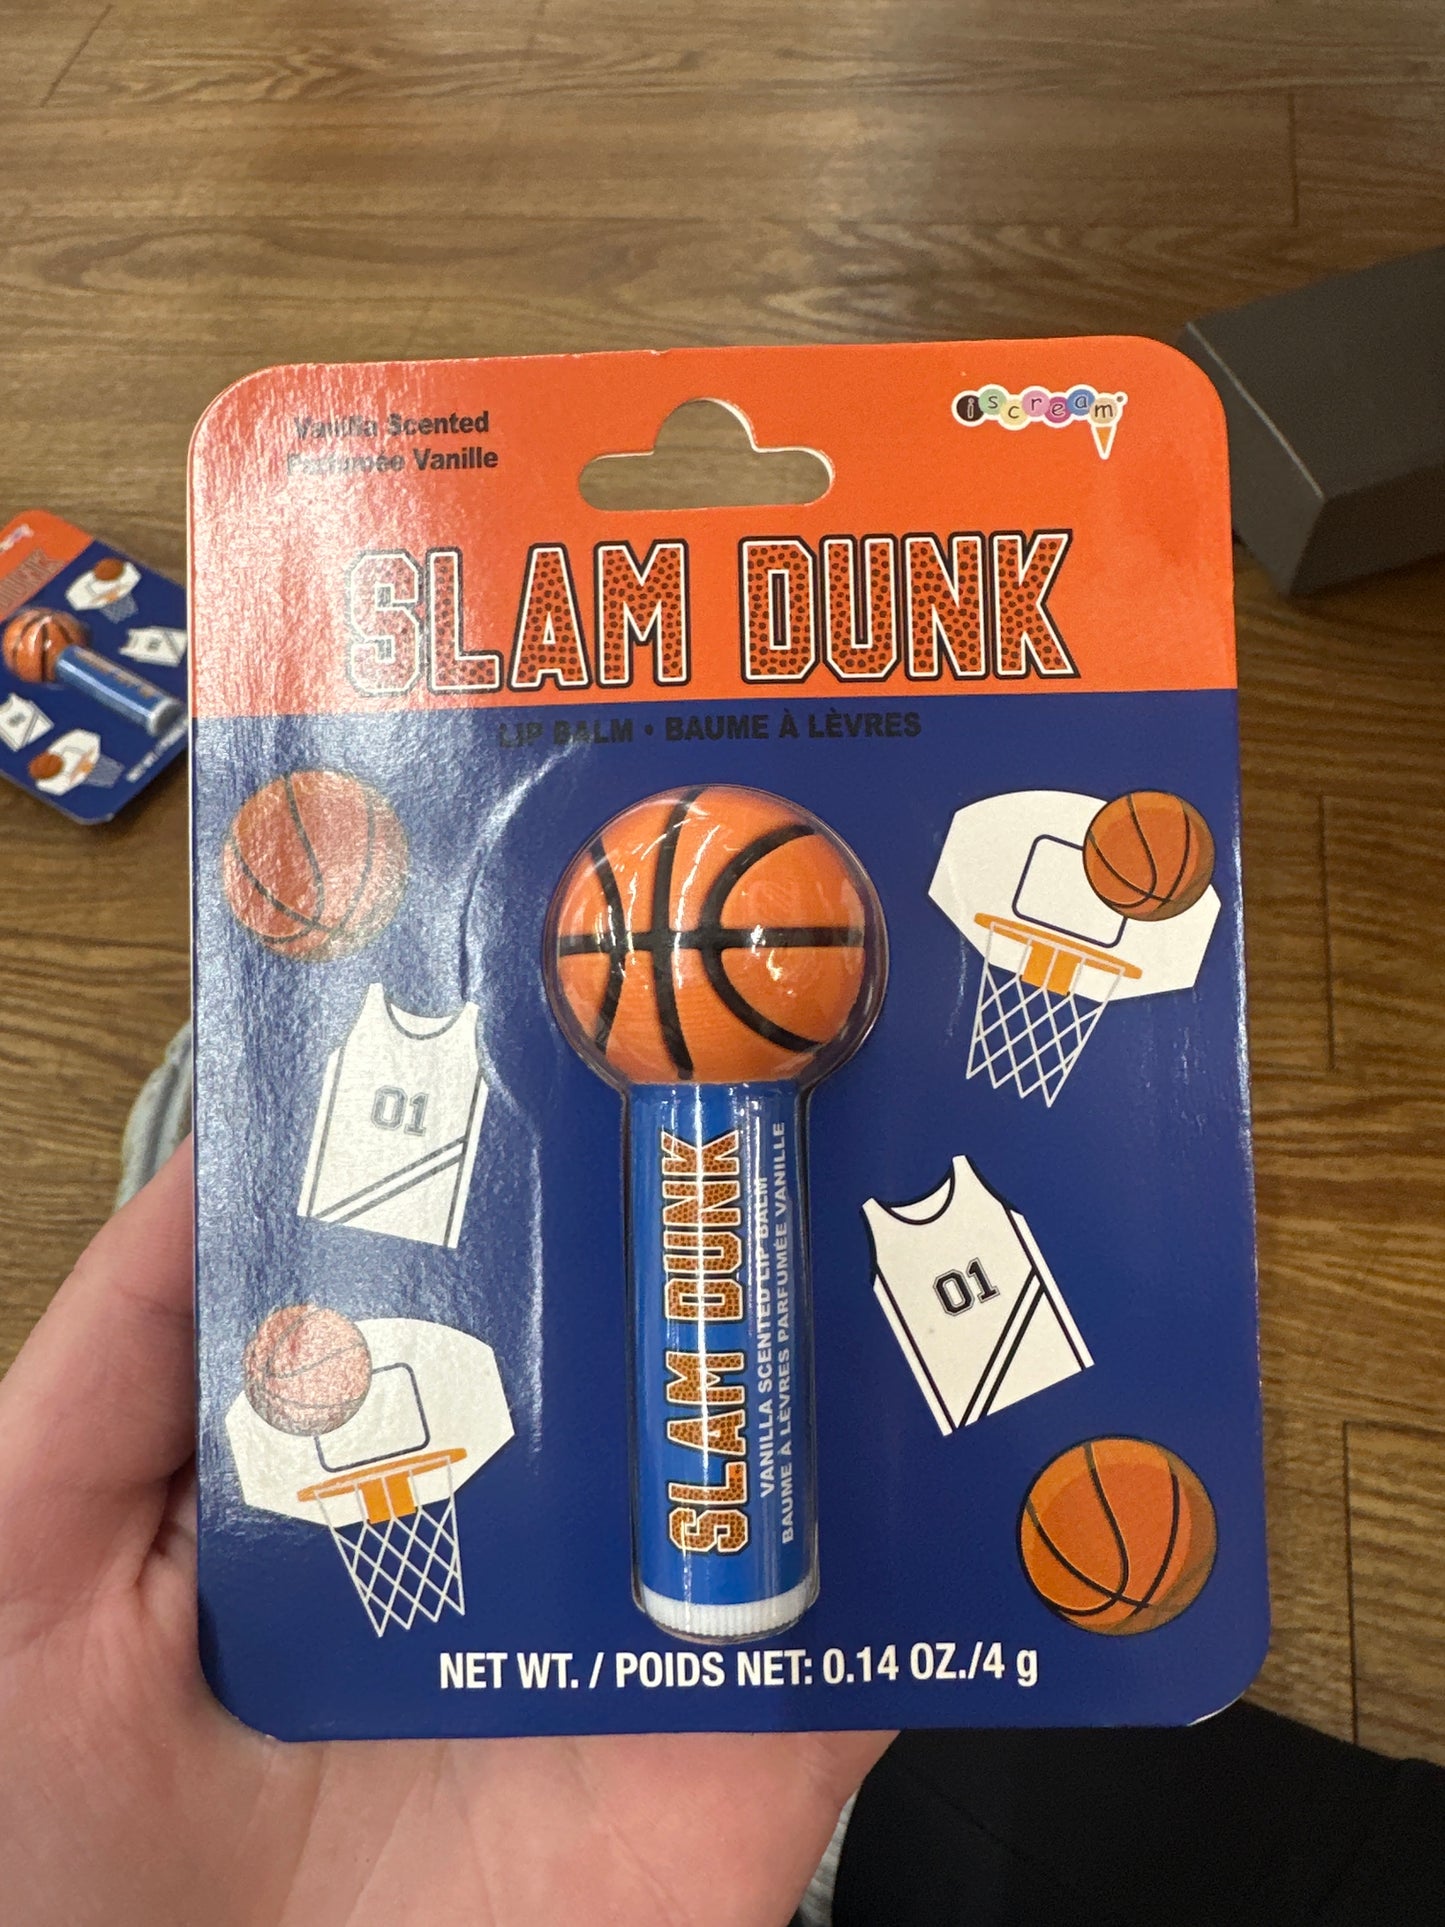 Vanilla Scented
Parfumée Vanille
iscream
SLAM DUNK
LIP BALM • BAUME À LÈVRES
01
01
SLAM DUNK
VANILLA SCENTED LIP BALM
BAUME À LÈVRES PARFUMÉE VANILLE
NET WT. / POIDS NET: 0.14 OZ./4 g